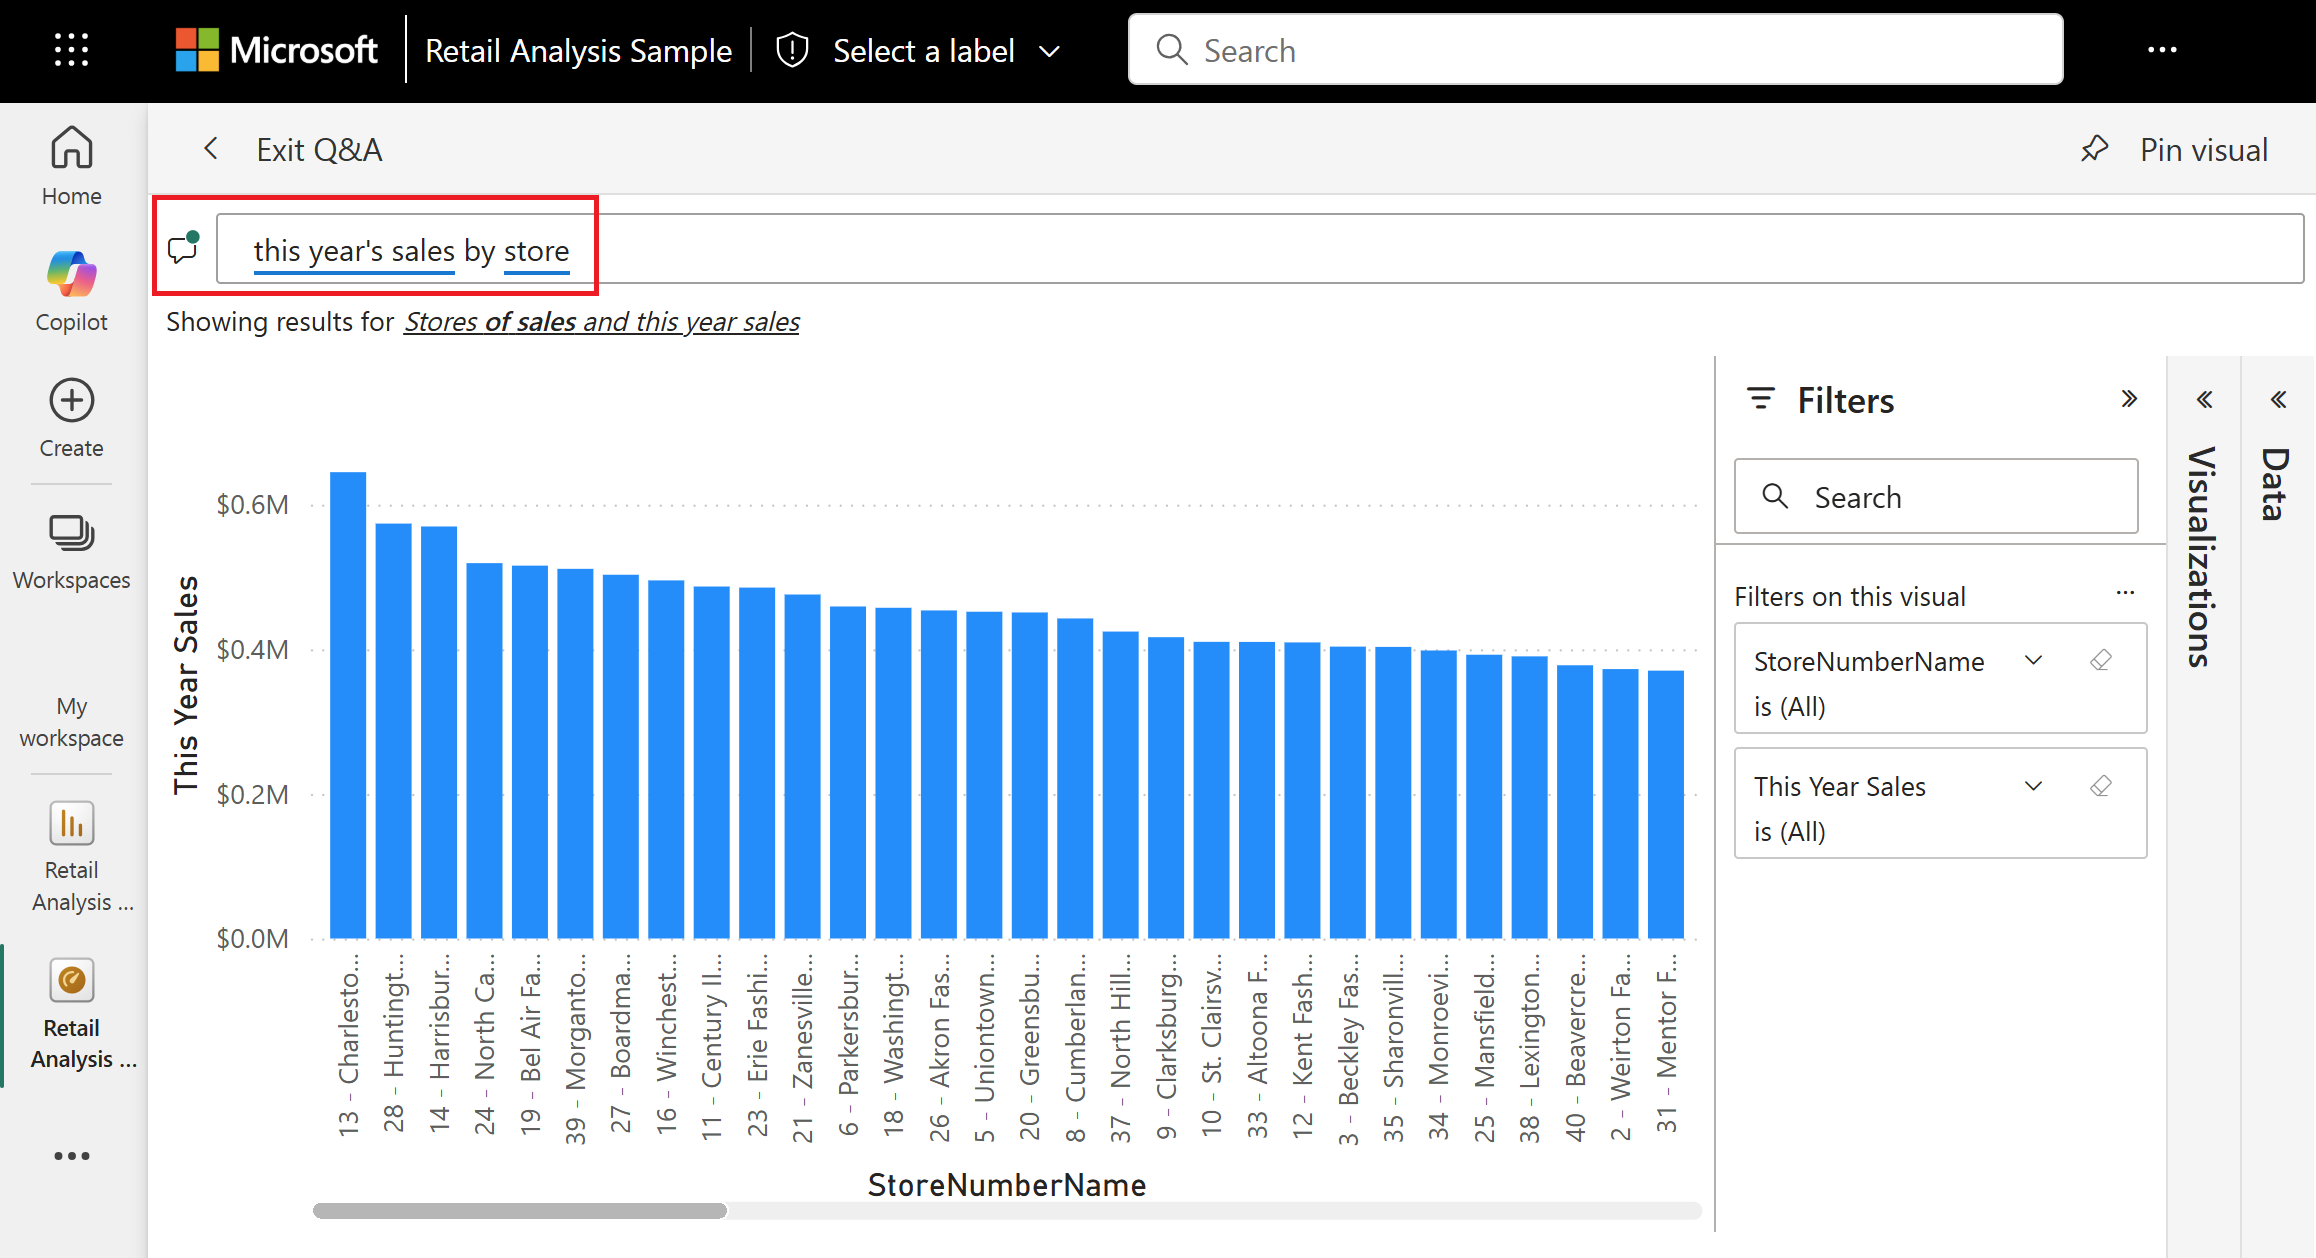 Microsoft
Retail Analysis Sample
Select a label
Search
Home
Copilot
Create
Workspaces
My
workspace
Retail
Analysis ...
Retail
Analysis ...
Exit Q&A
Pin visual
this year's sales by store
Showing results for Stores of sales and this year sales
This Year Sales
$0.6M
$0.4M
$0.2M
$0.0M
13 - Charlesto...
28 - Huntingt...
14 - Harrisbur...
24 - North Ca...
19 - Bel Air Fa...
39 - Morganto...
27 - Boardma...
16 - Winchest...
11 - Century II...
23 - Erie Fashi...
21 - Zanesville...
6 - Parkersbur...
18 - Washingt...
26 - Akron Fas...
5 - Uniontown...
20 - Greensbu...
8 - Cumberlan...
37 - North Hill...
9 - Clarksburg...
10 - St. Clairsv...
33 - Altoona F...
12 - Kent Fash...
3 - Beckley Fas...
35 - Sharonvill...
34 - Monroevi...
25 - Mansfield...
38 - Lexington...
40 - Beavercre...
2 - Weirton Fa...
31 - Mentor F...
StoreNumberName
Filters
Search
Filters on this visual
StoreNumberName
is (All)
This Year Sales
is (All)
Visualizations
Data